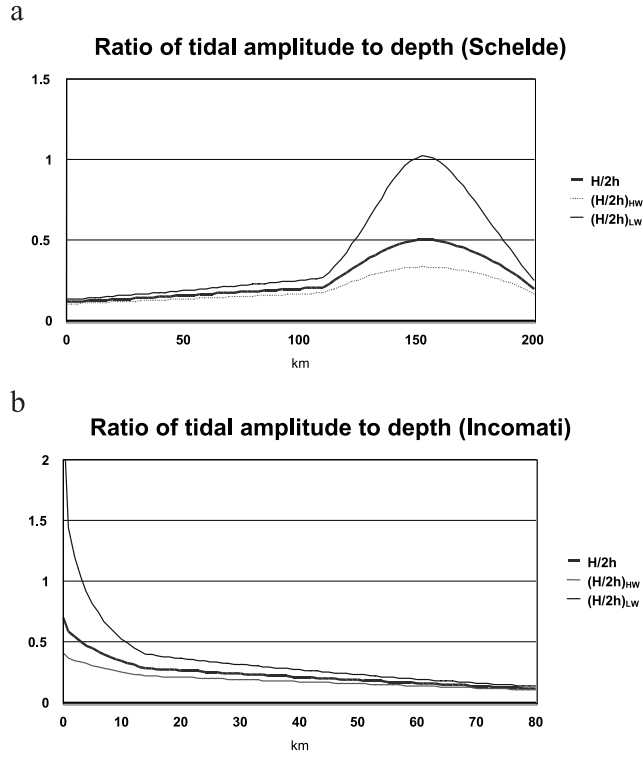 a
Ratio of tidal amplitude to depth (Schelde)
1.5
1
0.5
0
0 50 100 150 200
km
H/2h
(H/2h)HW
(H/2h)LW
b
Ratio of tidal amplitude to depth (Incomati)
2
1.5
1
0.5
0
0 10 20 30 40 50 60 70 80
km
H/2h
(H/2h)HW
(H/2h)LW